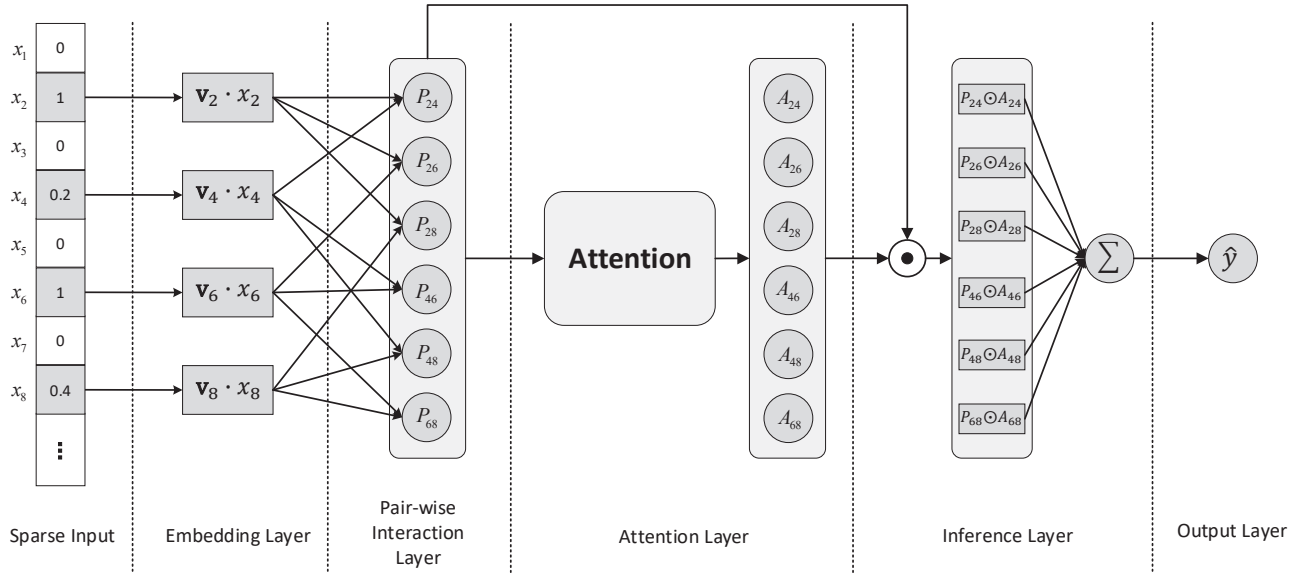 x₁ 0
x₂ 1
x₃ 0
x₄ 0.2
x₅ 0
x₆ 1
x₇ 0
x₈ 0.4
⋮
Sparse Input
𝐯₂ · x₂
𝐯₄ · x₄
𝐯₆ · x₆
𝐯₈ · x₈
Embedding Layer
P₂₄
P₂₆
P₂₈
P₄₆
P₄₈
P₆₈
Pair-wise
Interaction
Layer
Attention
A₂₄
A₂₆
A₂₈
A₄₆
A₄₈
A₆₈
Attention Layer
P₂₄⊙A₂₄
P₂₆⊙A₂₆
P₂₈⊙A₂₈
P₄₆⊙A₄₆
P₄₈⊙A₄₈
P₆₈⊙A₆₈
∑
Inference Layer
ŷ
Output Layer